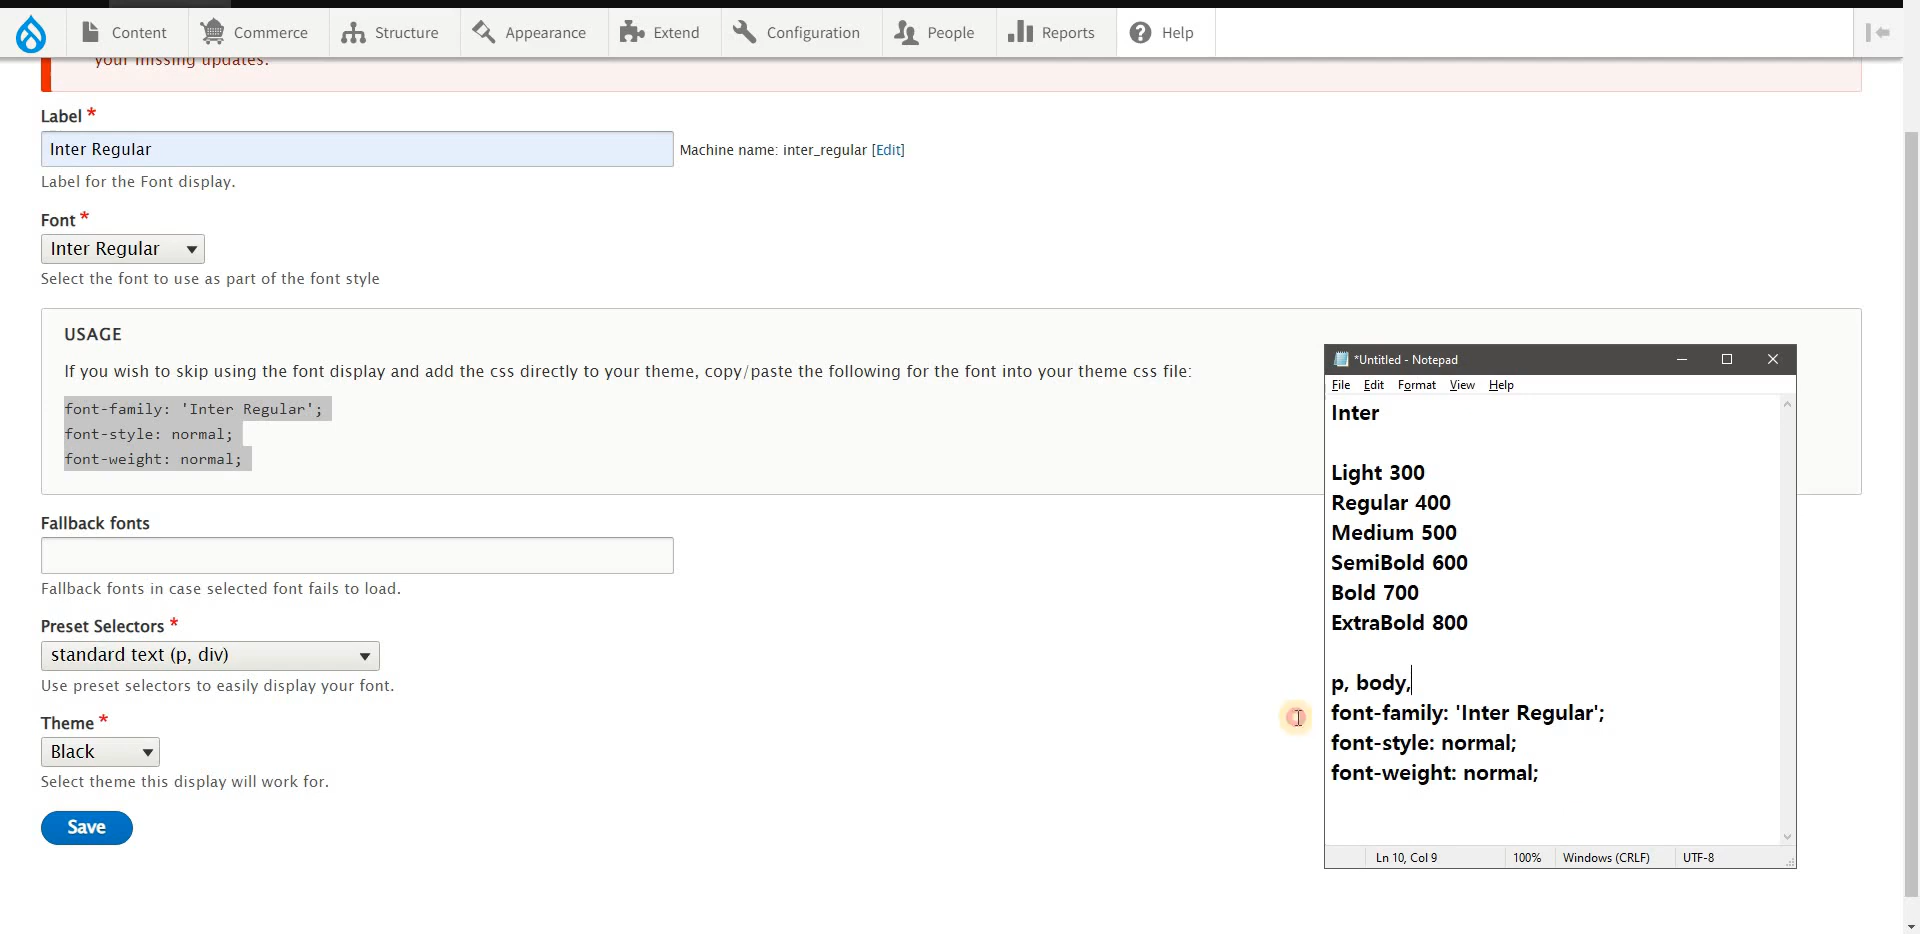 Content
Commerce
Structure
Appearance
Extend
Configuration
People
Reports
Help
your missing updates.
Label *
Inter Regular
Machine name: inter_regular [Edit]
Label for the Font display.
Font *
Inter Regular
Select the font to use as part of the font style
USAGE
If you wish to skip using the font display and add the css directly to your theme, copy/paste the following for the font into your theme css file:
font-family: 'Inter Regular';
font-style: normal;
font-weight: normal;
Fallback fonts
Fallback fonts in case selected font fails to load.
Preset Selectors *
standard text (p, div)
Use preset selectors to easily display your font.
Theme *
Black
Select theme this display will work for.
Save
*Untitled - Notepad
File Edit Format View Help
Inter
Light 300
Regular 400
Medium 500
SemiBold 600
Bold 700
ExtraBold 800
p, body,
font-family: 'Inter Regular';
font-style: normal;
font-weight: normal;
Ln 10, Col 9
100%
Windows (CRLF)
UTF-8